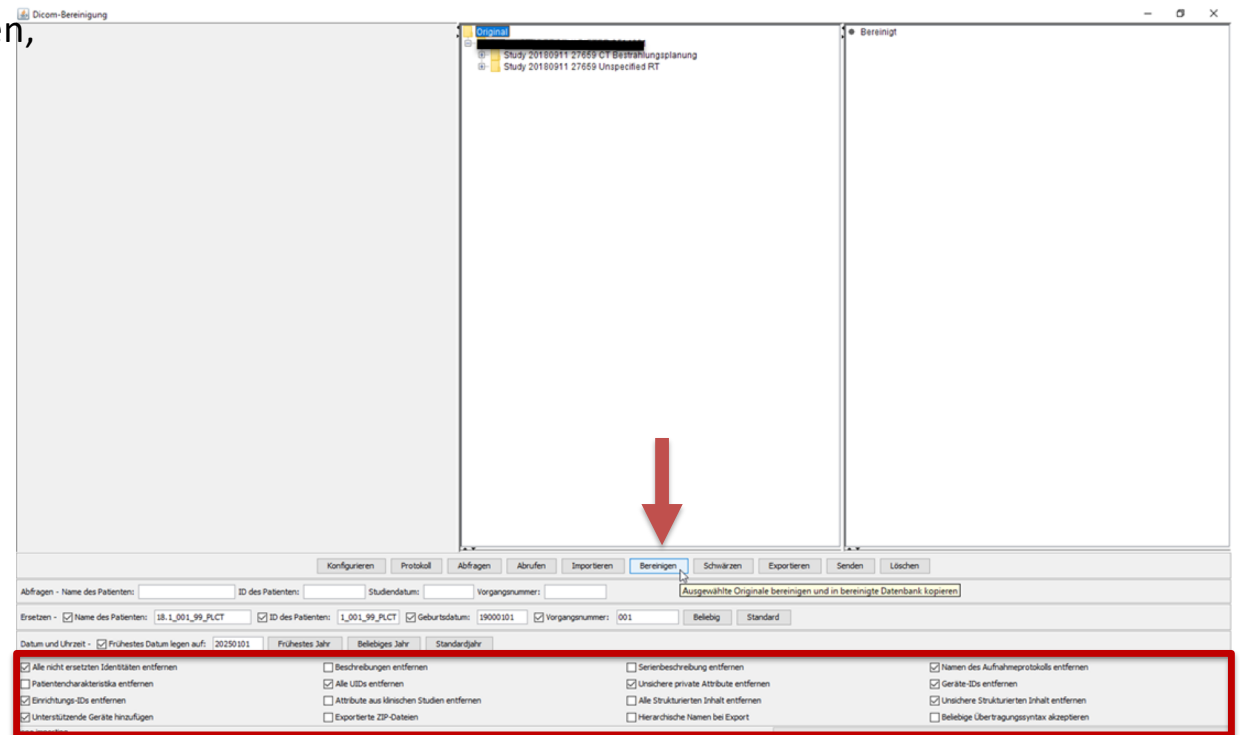 Dicom-Bereinigung
en,
Original
Study 20180911 27659 CT Bestrahlungsplanung
Study 20180911 27659 Unspecified RT
Bereinigt
Konfigurieren Protokoll Abfragen Abrufen Importieren Bereinigen Schwärzen Exportieren Senden Löschen
Abfragen - Name des Patienten: ID des Patienten: Studiendatum: Vorgangsnummer:
Ausgewählte Originale bereinigen und in bereinigte Datenbank kopieren
Ersetzen - Name des Patienten: 18.1_001_99_PLCT ID des Patienten: 1_001_99_PLCT Geburtsdatum: 19000101 Vorgangsnummer: 001 Beliebig Standard
Datum und Uhrzeit - Frühestes Datum legen auf: 20250101 Frühestes Jahr Beliebiges Jahr Standardjahr
Alle nicht ersetzten Identitäten entfernen Beschreibungen entfernen Serienbeschreibung entfernen Namen des Aufnahmeprotokolls entfernen
Patientencharakteristika entfernen Alle UIDs entfernen Unsichere private Attribute entfernen Geräte-IDs entfernen
Einrichtungs-IDs entfernen Attribute aus klinischen Studien entfernen Alle Strukturierten Inhalt entfernen Unsichere Strukturierten Inhalt entfernen
Unterstützende Geräte hinzufügen Exportierte ZIP-Dateien Hierarchische Namen bei Export Beliebige Übertragungssyntax akzeptieren